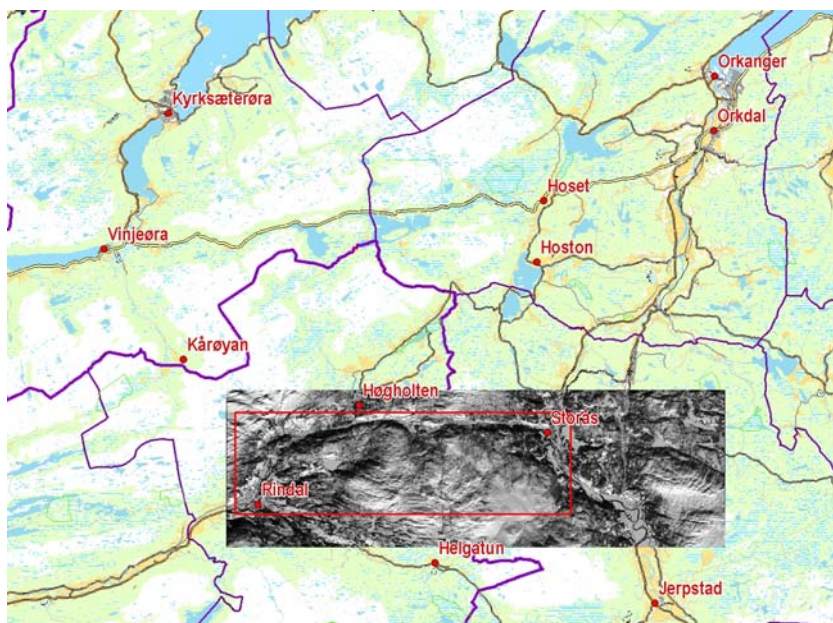 Orkanger
Kyrksæterøra
Orkdal
Hoset
Vinjeøra
Hoston
Kårøyan
Høgholten
Storås
Rindal
Helgatun
Jerpstad